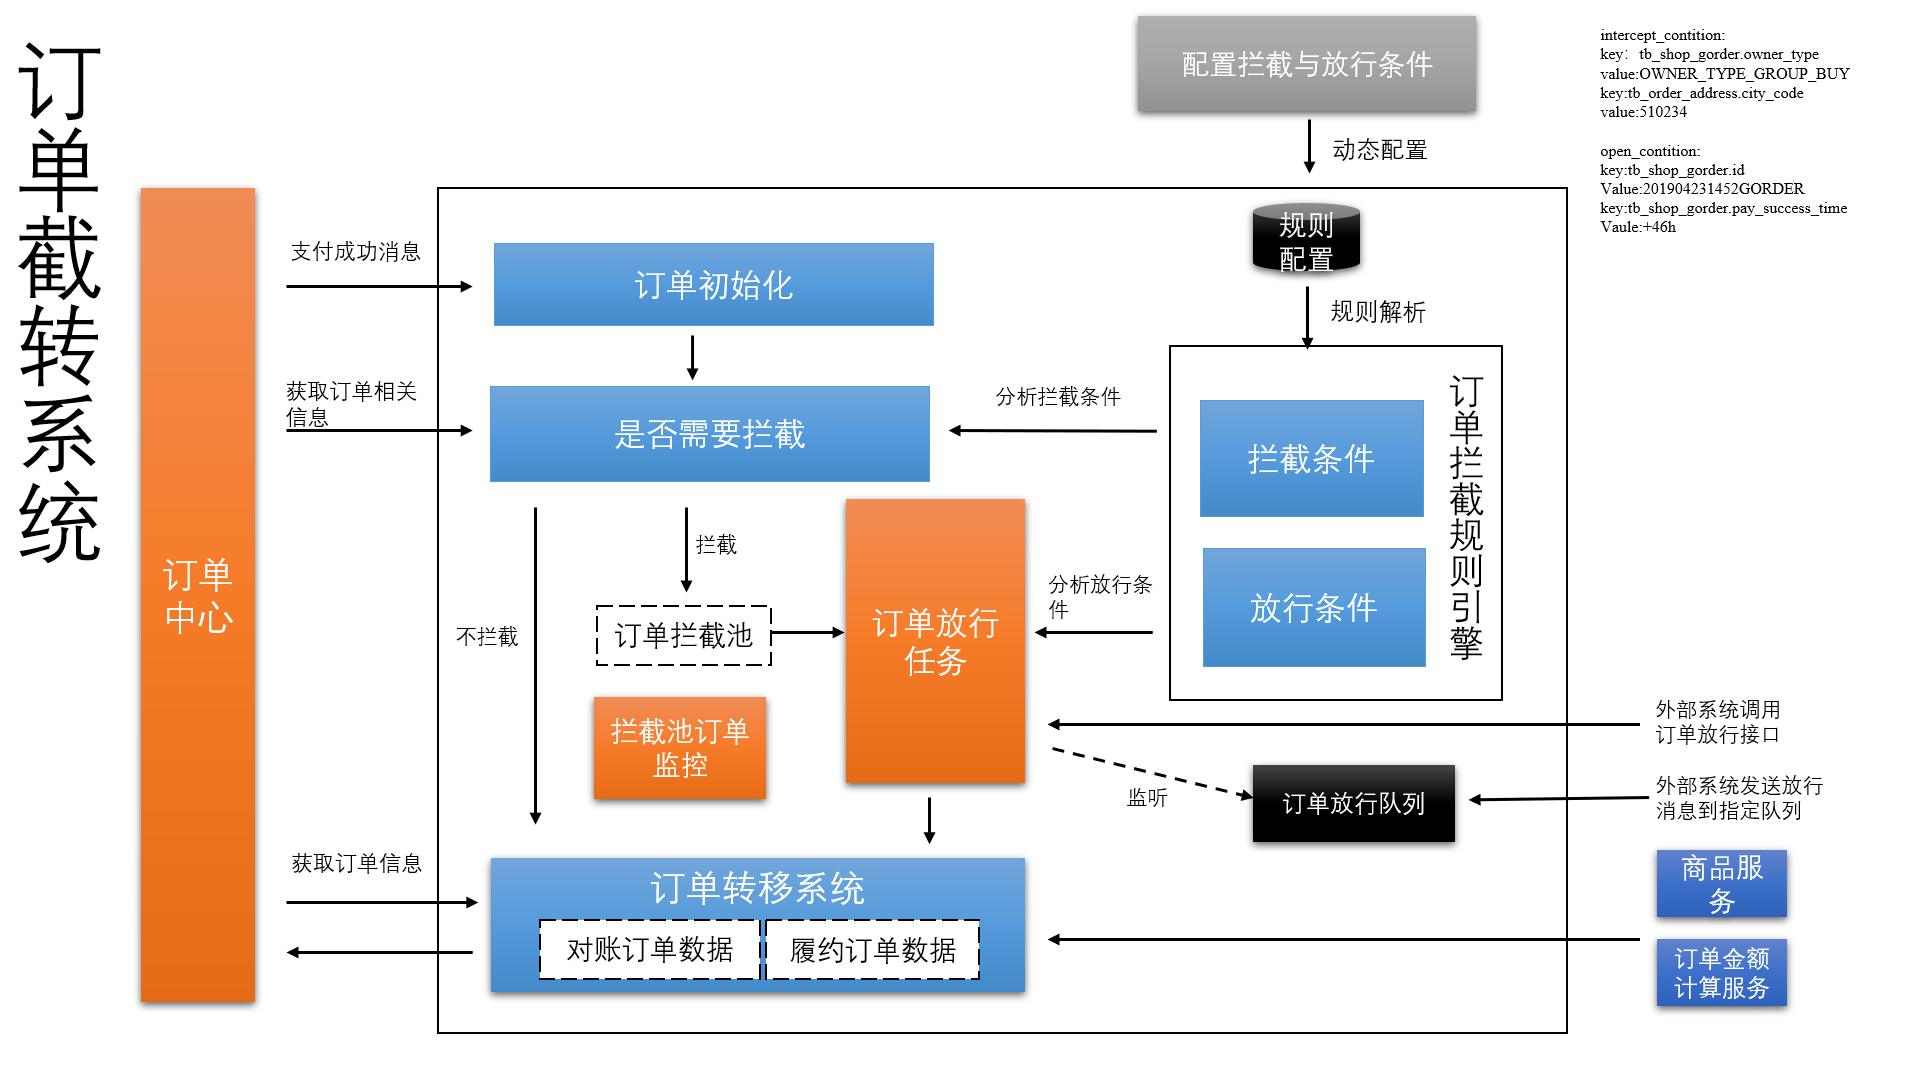 订单截转系统
配置拦截与放行条件
动态配置
intercept_contition:
key：tb_shop_gorder.owner_type
value:OWNER_TYPE_GROUP_BUY
key:tb_order_address.city_code
value:510234
open_contition:
key:tb_shop_gorder.id
Value:201904231452GORDER
key:tb_shop_gorder.pay_success_time
Vaule:+46h
订单
中心
支付成功消息
订单初始化
规则
配置
规则解析
获取订单相关
信息
是否需要拦截
分析拦截条件
拦截条件
放行条件
订单拦截规则引擎
拦截
不拦截
订单拦截池
订单放行
任务
分析放行条
件
拦截池订单
监控
外部系统调用
订单放行接口
监听
订单放行队列
外部系统发送放行
消息到指定队列
获取订单信息
订单转移系统
对账订单数据
履约订单数据
商品服
务
订单金额
计算服务